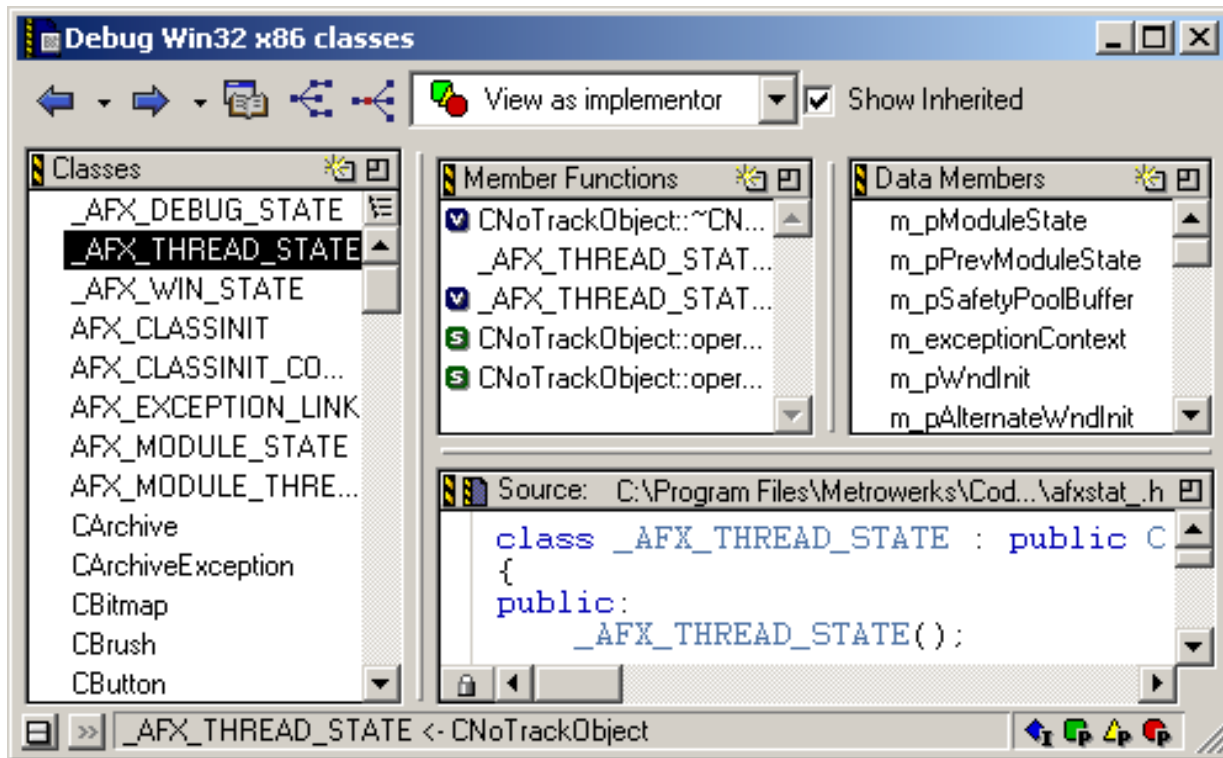 Debug Win32 x86 classes
View as implementor
Show Inherited
Classes
_AFX_DEBUG_STATE
_AFX_THREAD_STATE
_AFX_WIN_STATE
AFX_CLASSINIT
AFX_CLASSINIT_CO...
AFX_EXCEPTION_LINK
AFX_MODULE_STATE
AFX_MODULE_THRE...
CArchive
CArchiveException
CBitmap
CBrush
CButton
Member Functions
V CNoTrackObject::~CN...
_AFX_THREAD_STAT...
V _AFX_THREAD_STAT...
S CNoTrackObject::oper...
S CNoTrackObject::oper...
Data Members
m_pModuleState
m_pPrevModuleState
m_pSafetyPoolBuffer
m_exceptionContext
m_pWndInit
m_pAlternateWndInit
Source: C:\Program Files\Metrowerks\Cod...\afxstat_.h
class _AFX_THREAD_STATE : public C
{
public:
_AFX_THREAD_STATE();
_AFX_THREAD_STATE <- CNoTrackObject
I P P P